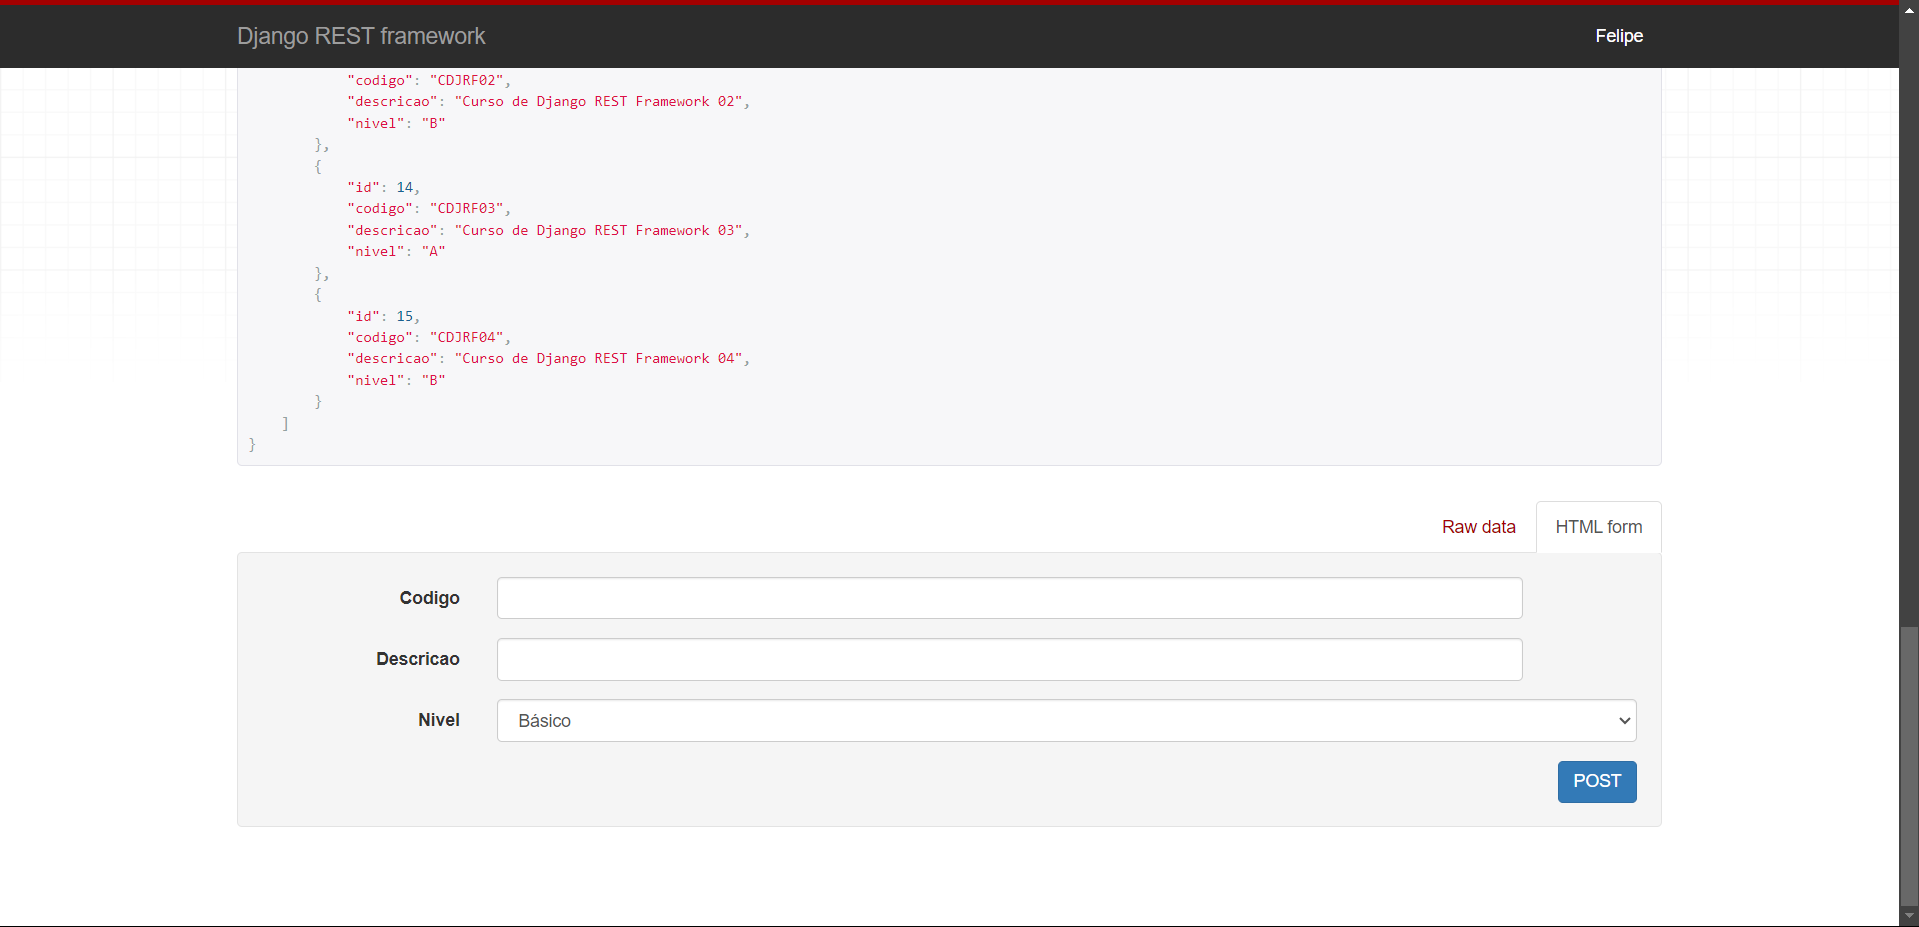 Django REST framework
Felipe
"codigo": "CDJRF02",
"descricao": "Curso de Django REST Framework 02",
"nivel": "B"
},
{
"id": 14,
"codigo": "CDJRF03",
"descricao": "Curso de Django REST Framework 03",
"nivel": "A"
},
{
"id": 15,
"codigo": "CDJRF04",
"descricao": "Curso de Django REST Framework 04",
"nivel": "B"
}
]
}
Raw data
HTML form
Codigo
Descricao
Nivel
Básico
POST